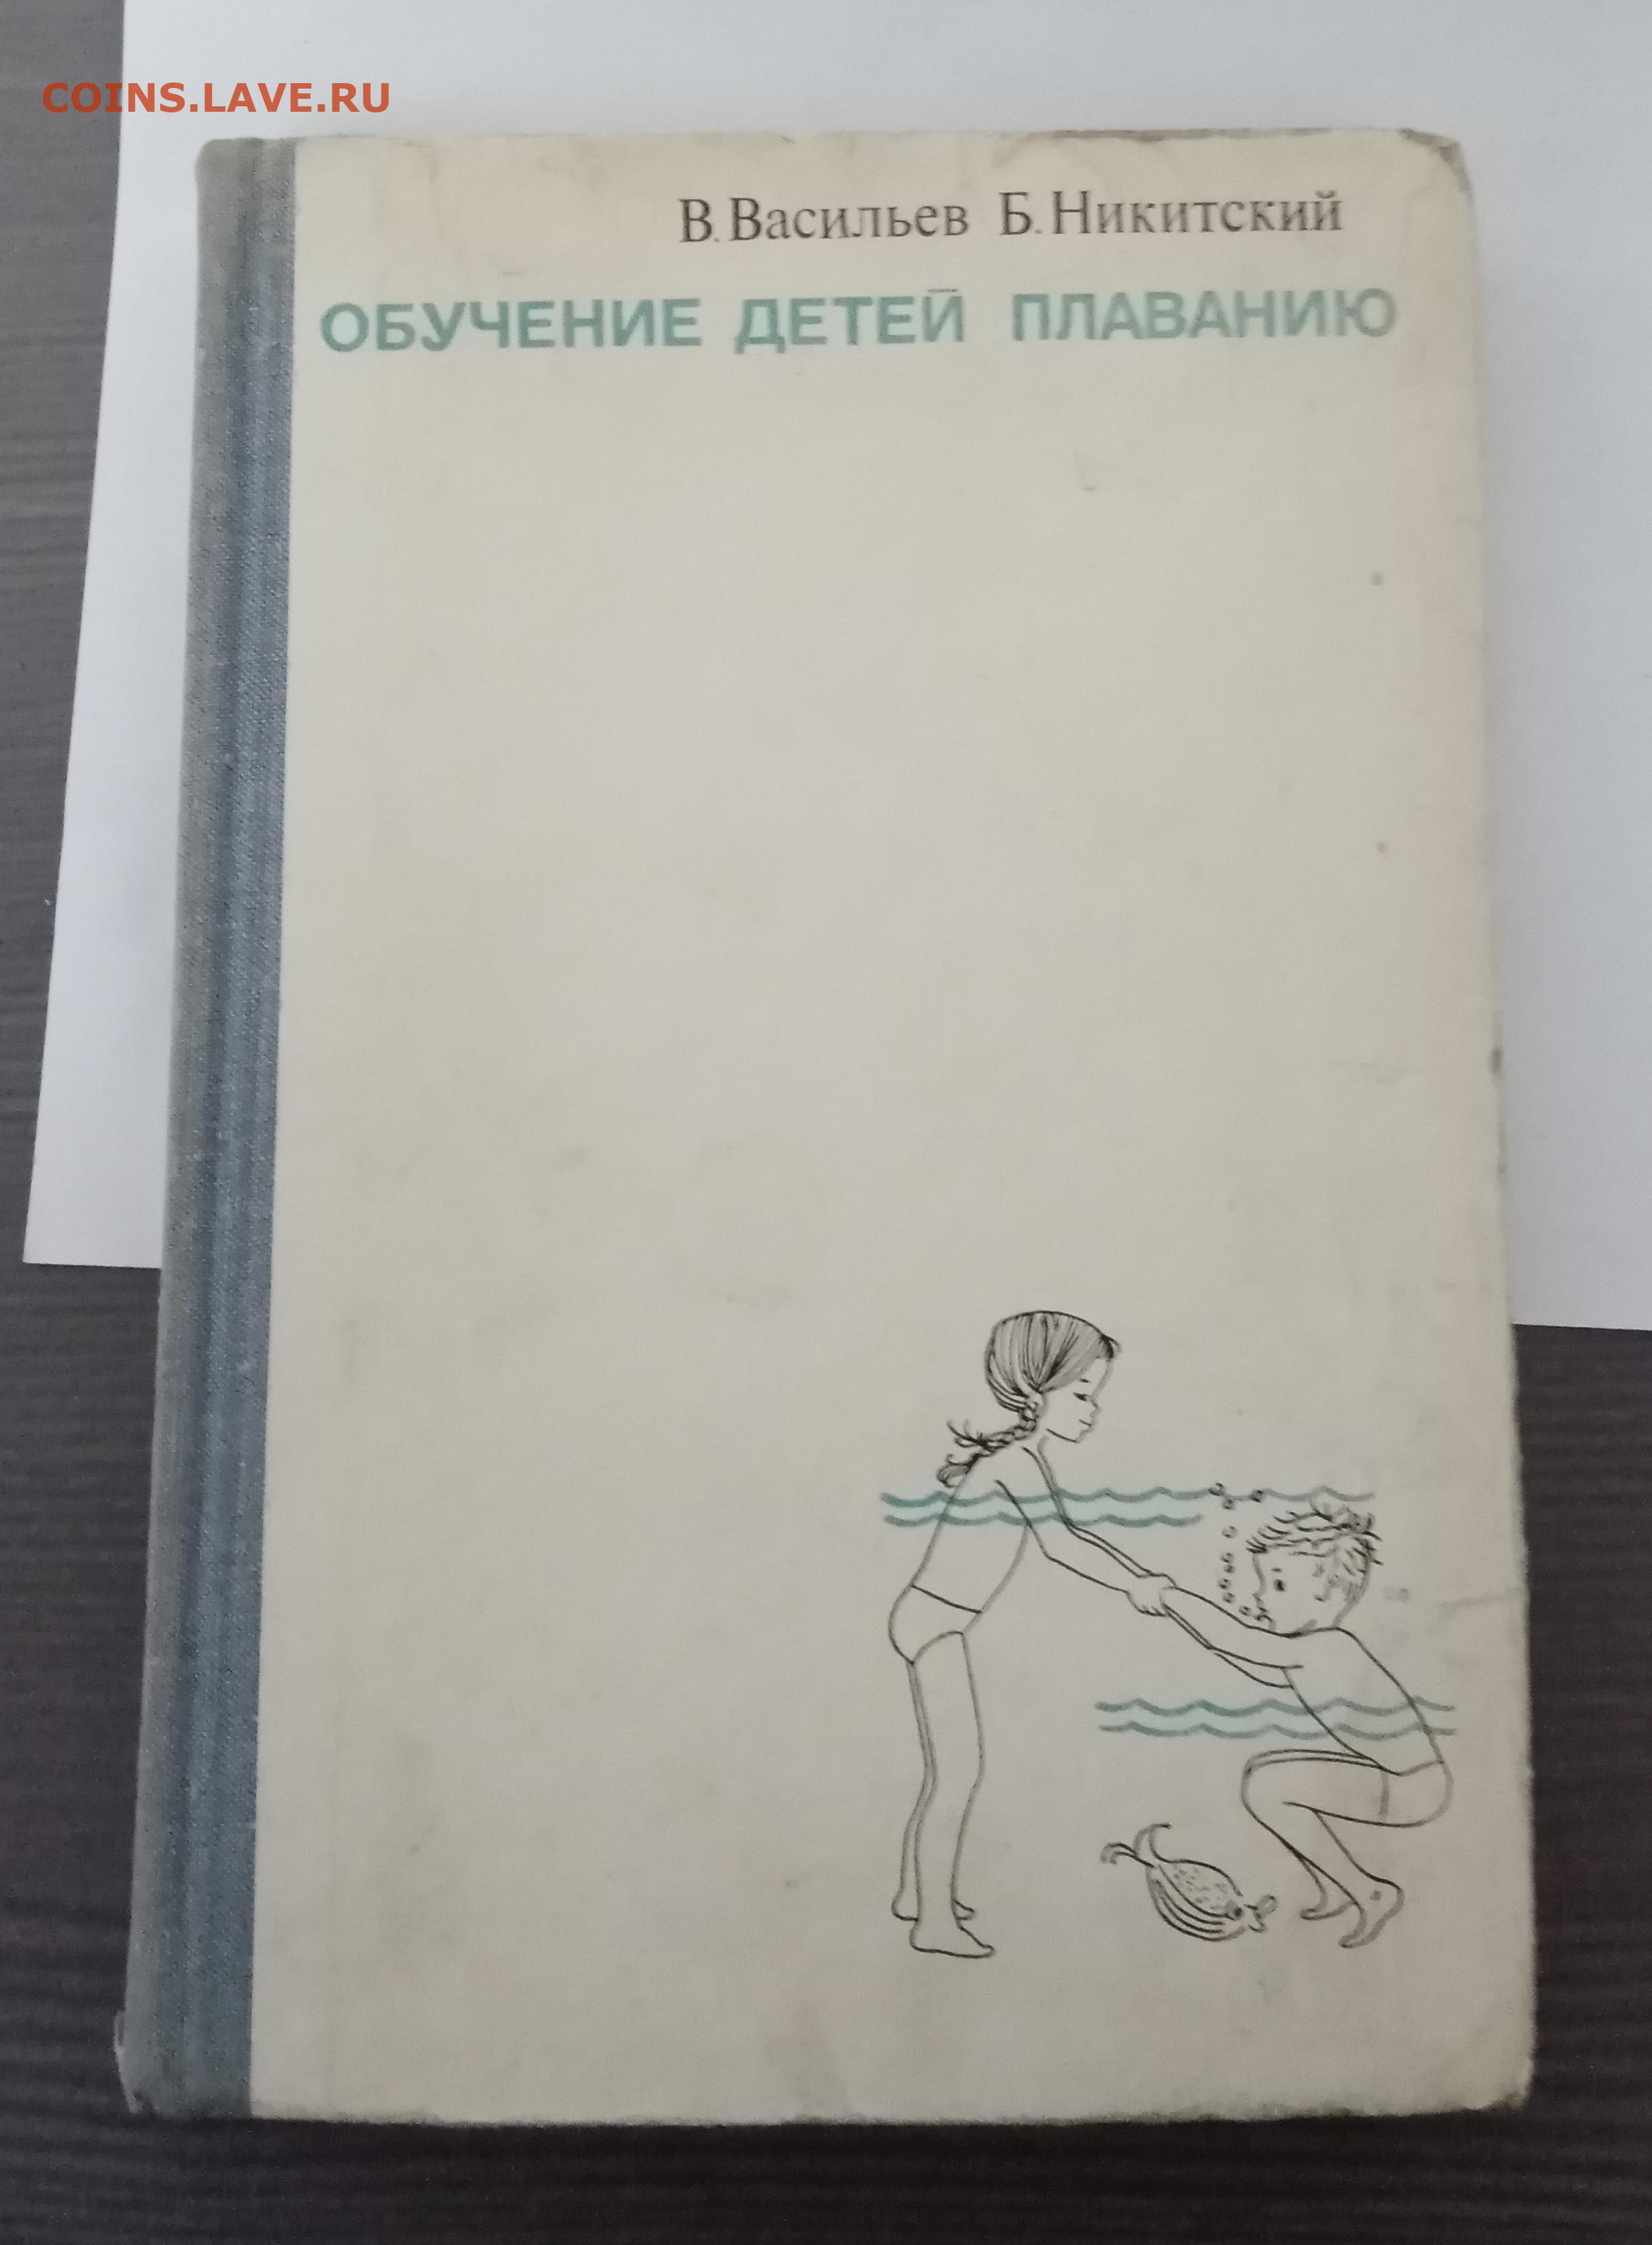 COINS.LAVE.RU
В. Васильев Б. Никитский
ОБУЧЕНИЕ ДЕТЕЙ ПЛАВАНИЮ